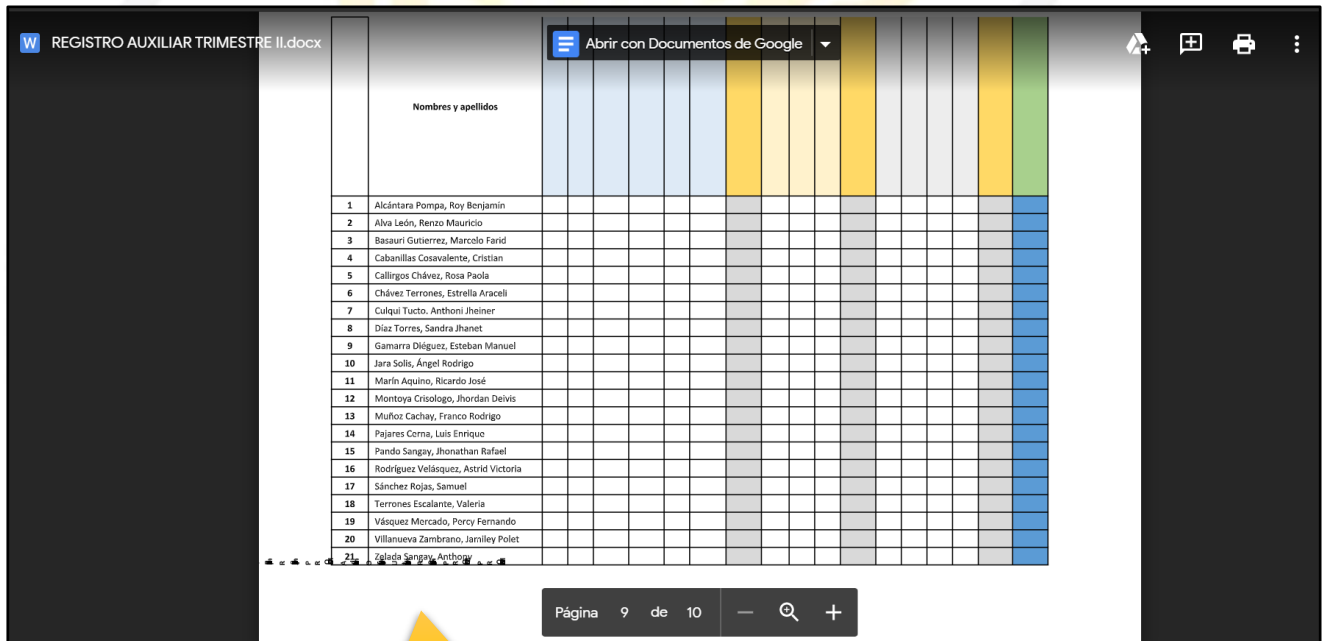 W REGISTRO AUXILIAR TRIMESTRE II.docx
Abrir con Documentos de Google
Nombres y apellidos
1 Alcántara Pompa, Roy Benjamin
2 Alva León, Renzo Mauricio
3 Basauri Gutierrez, Marcelo Farid
4 Cabanillas Cosavalente, Cristian
5 Callirgos Chávez, Rosa Paola
6 Chávez Terrones, Estrella Araceli
7 Culqui Tucto. Anthoni Jheiner
8 Díaz Torres, Sandra Jhanet
9 Gamarra Diéguez, Esteban Manuel
10 Jara Solis, Ángel Rodrigo
11 Marín Aquino, Ricardo José
12 Montoya Crisologo, Jhordan Deivis
13 Muñoz Cachay, Franco Rodrigo
14 Pajares Cerna, Luis Enrique
15 Pando Sangay, Jhonathan Rafael
16 Rodríguez Velásquez, Astrid Victoria
17 Sánchez Rojas, Samuel
18 Terrones Escalante, Valeria
19 Vásquez Mercado, Percy Fernando
20 Villanueva Zambrano, Jamiley Polet
21 Zelada Sangay, Anthony
Página 9 de 10